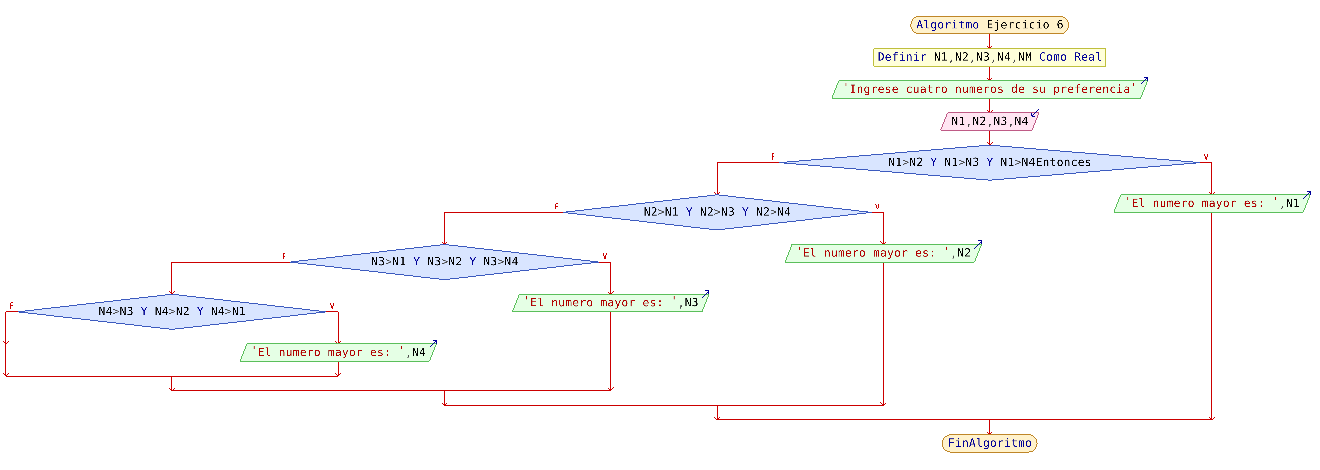 Algoritmo Ejercicio 6
Definir N1,N2,N3,N4,NM Como Real
'Ingrese cuatro numeros de su preferencia'
N1,N2,N3,N4
N1>N2 Y N1>N3 Y N1>N4Entonces
F
V
N2>N1 Y N2>N3 Y N2>N4
F
V
'El numero mayor es: ',N1
N3>N1 Y N3>N2 Y N3>N4
F
V
'El numero mayor es: ',N2
N4>N3 Y N4>N2 Y N4>N1
F
V
'El numero mayor es: ',N3
'El numero mayor es: ',N4
FinAlgoritmo